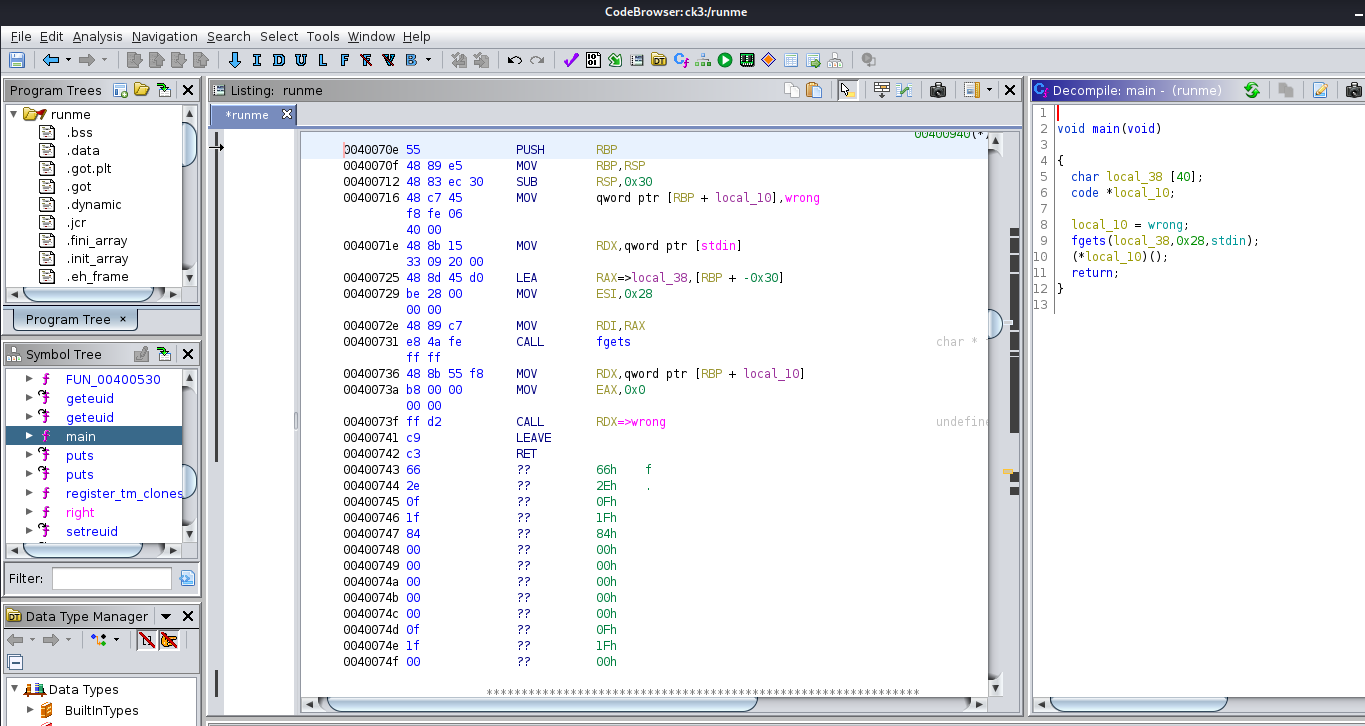 CodeBrowser: ck3:/runme
File Edit Analysis Navigation Search Select Tools Window Help
I D U L F B
Program Trees
runme
.bss
.data
.got.plt
.got
.dynamic
.jcr
.fini_array
.init_array
.eh_frame
Program Tree ×
Symbol Tree
f FUN_00400530
f geteuid
f geteuid
f main
f puts
f puts
f register_tm_clones
f right
f setreuid
Filter:
DT Data Type Manager
Data Types
BuiltInTypes
Listing: runme
*runme
00400940(*)
0040070e 55 PUSH RBP
0040070f 48 89 e5 MOV RBP,RSP
00400712 48 83 ec 30 SUB RSP,0x30
00400716 48 c7 45 MOV qword ptr [RBP + local_10],wrong
f8 fe 06
40 00
0040071e 48 8b 15 MOV RDX,qword ptr [stdin]
33 09 20 00
00400725 48 8d 45 d0 LEA RAX=>local_38,[RBP + -0x30]
00400729 be 28 00 MOV ESI,0x28
00 00
0040072e 48 89 c7 MOV RDI,RAX
00400731 e8 4a fe CALL fgets char *
ff ff
00400736 48 8b 55 f8 MOV RDX,qword ptr [RBP + local_10]
0040073a b8 00 00 MOV EAX,0x0
00 00
0040073f ff d2 CALL RDX=>wrong undefine
00400741 c9 LEAVE
00400742 c3 RET
00400743 66 ?? 66h f
00400744 2e ?? 2Eh .
00400745 0f ?? 0Fh
00400746 1f ?? 1Fh
00400747 84 ?? 84h
00400748 00 ?? 00h
00400749 00 ?? 00h
0040074a 00 ?? 00h
0040074b 00 ?? 00h
0040074c 00 ?? 00h
0040074d 0f ?? 0Fh
0040074e 1f ?? 1Fh
0040074f 00 ?? 00h
**************************************************************
Decompile: main - (runme)
1
2 void main(void)
3
4 {
5 char local_38 [40];
6 code *local_10;
7
8 local_10 = wrong;
9 fgets(local_38,0x28,stdin);
10 (*local_10)();
11 return;
12 }
13